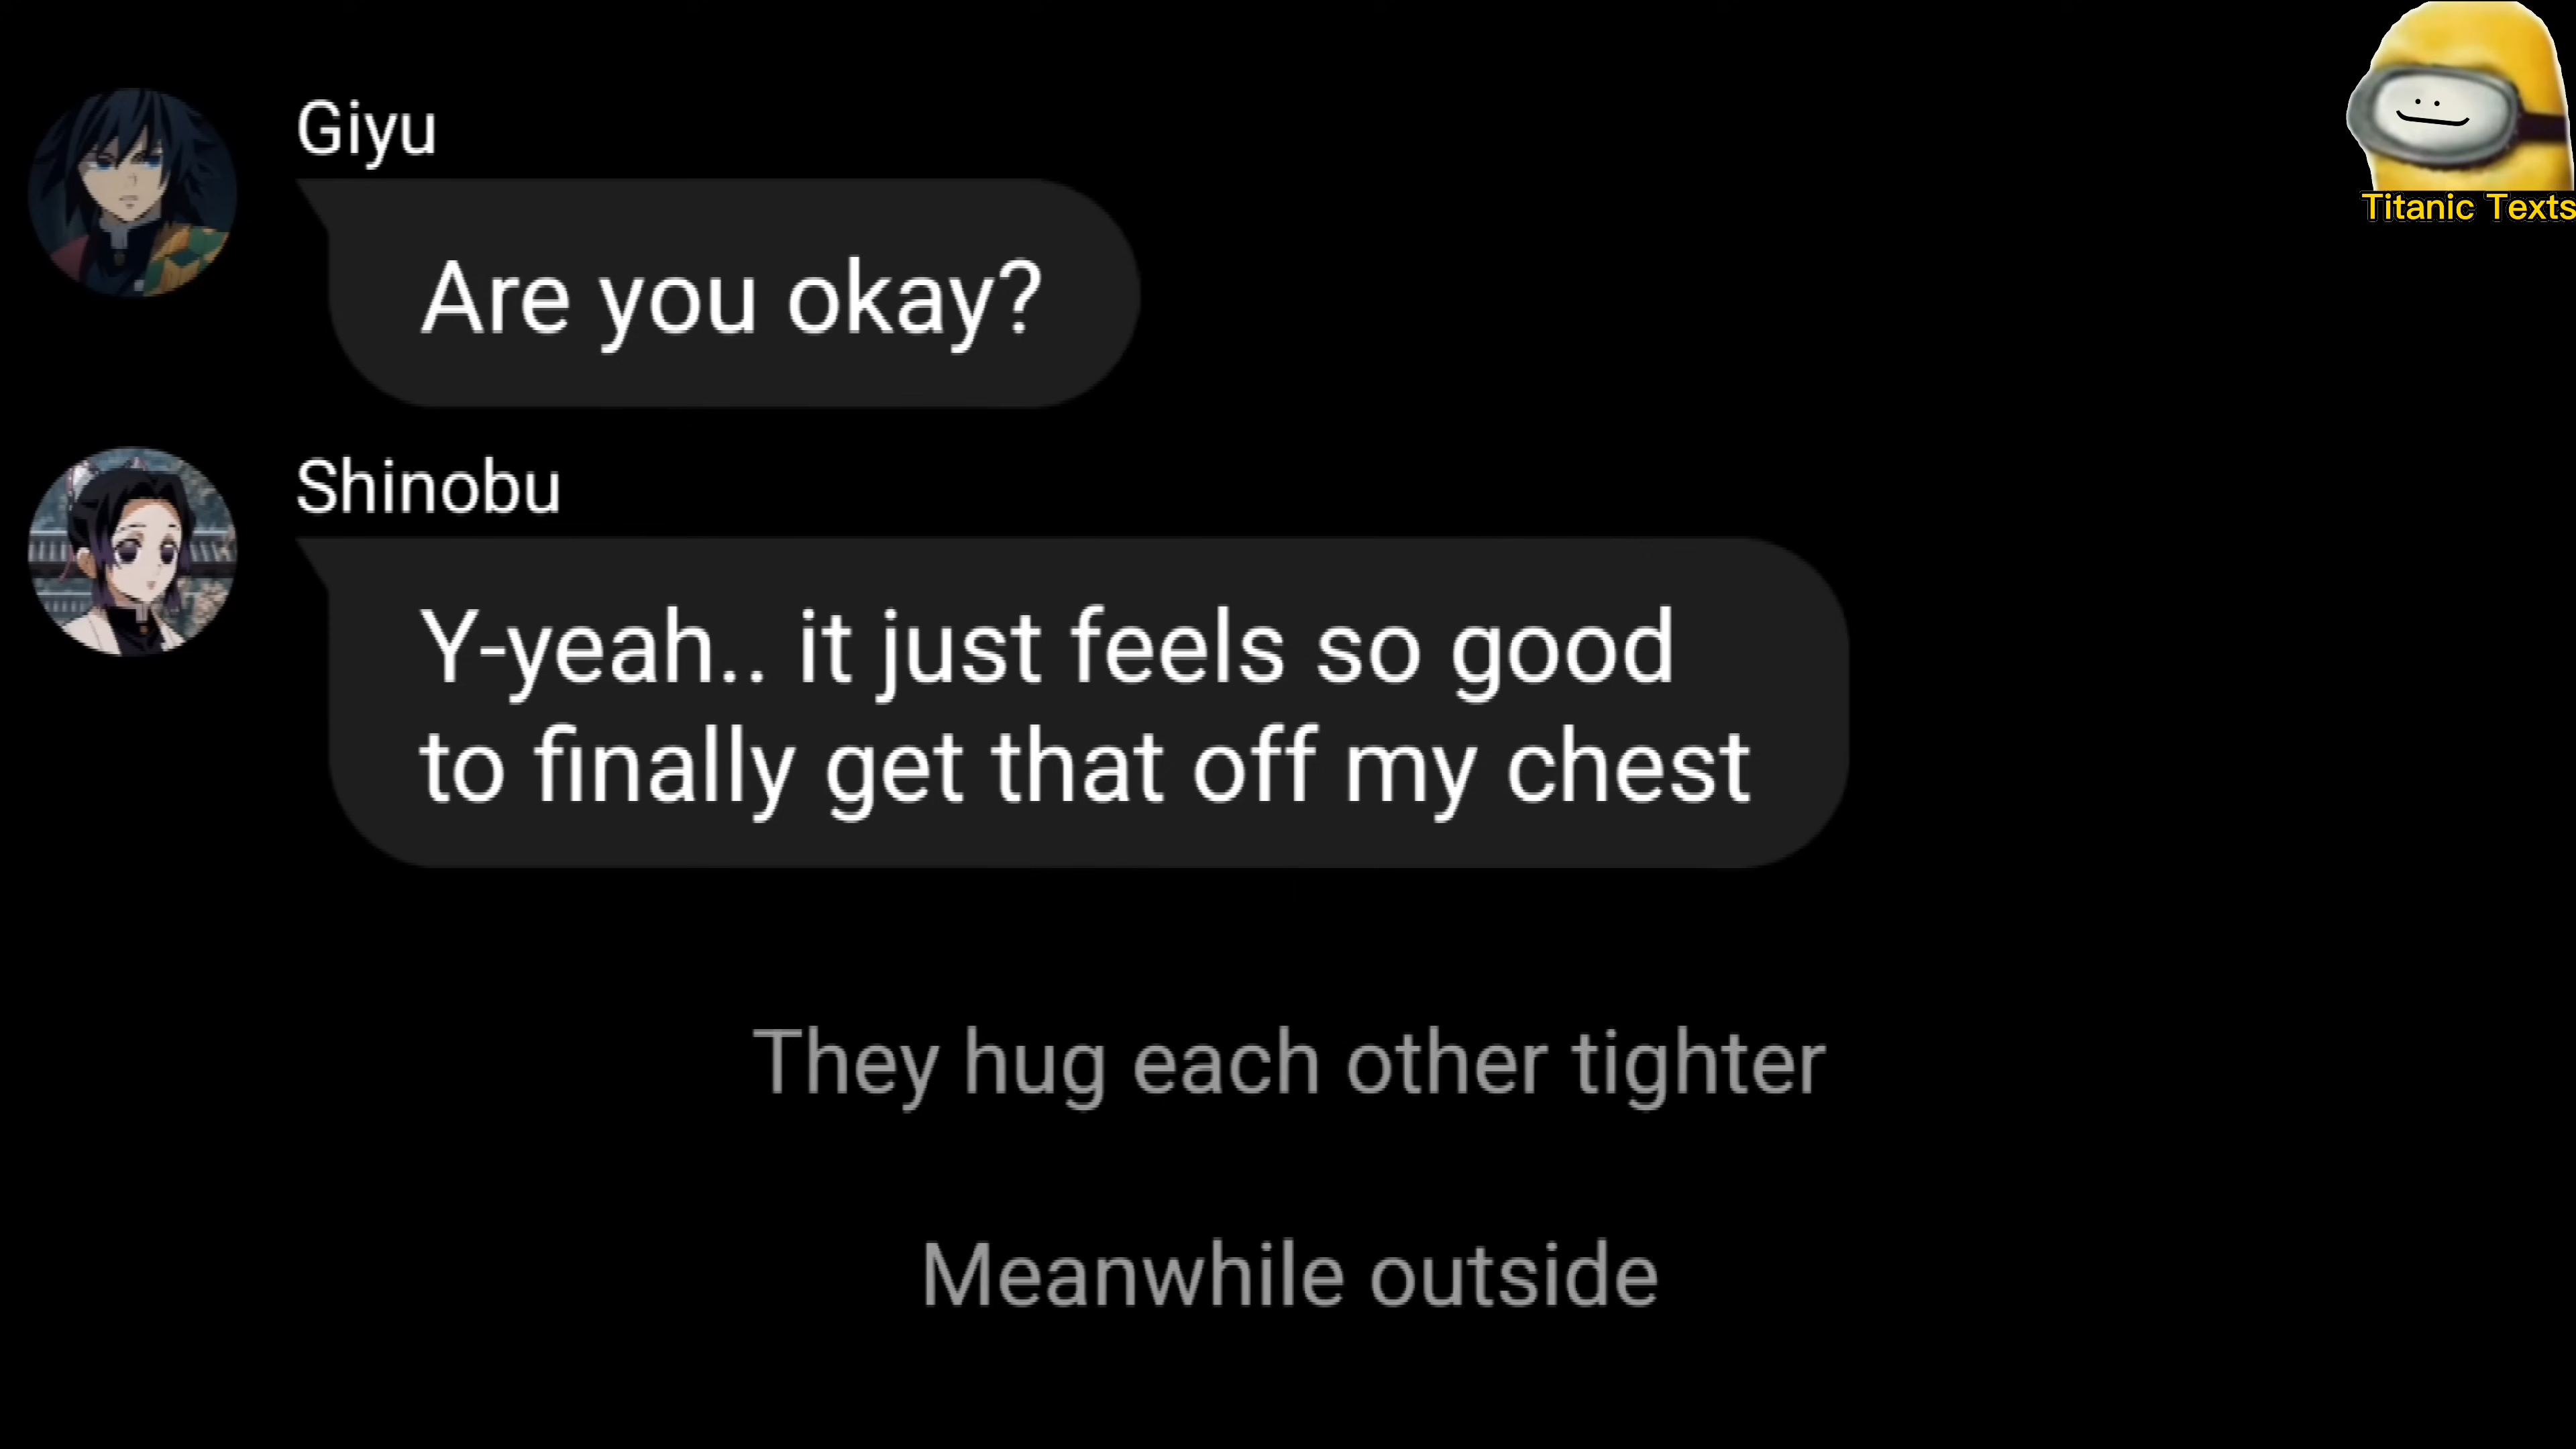 Giyu
Are you okay?
Shinobu
Y-yeah.. it just feels so good
to finally get that off my chest
They hug each other tighter
Meanwhile outside
Titanic Texts